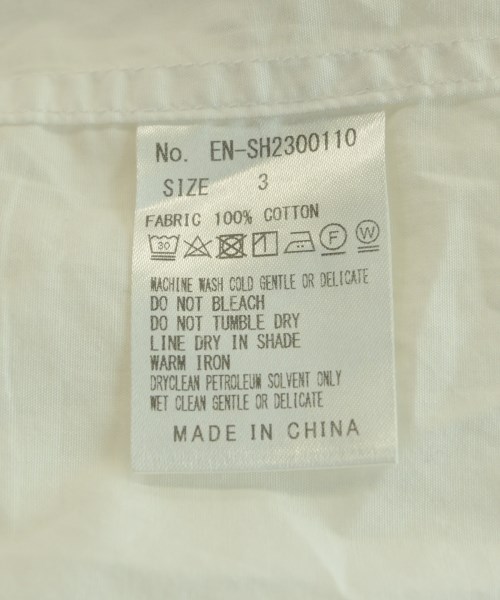 No. EN-SH2300110
SIZE 3
FABRIC 100% COTTON
30 F W
MACHINE WASH COLD GENTLE OR DELICATE
DO NOT BLEACH
DO NOT TUMBLE DRY
LINE DRY IN SHADE
WARM IRON
DRYCLEAN PETROLEUM SOLVENT ONLY
WET CLEAN GENTLE OR DELICATE
MADE IN CHINA